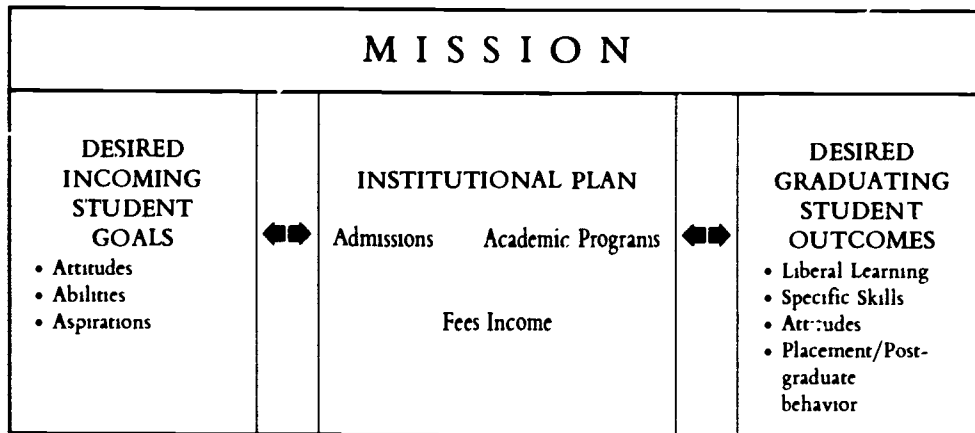 MISSION
DESIRED
INCOMING
STUDENT
GOALS
• Attitudes
• Abilities
• Aspirations
INSTITUTIONAL PLAN
Admissions Academic Programs
Fees Income
DESIRED
GRADUATING
STUDENT
OUTCOMES
• Liberal Learning
• Specific Skills
• Attitudes
• Placement/Post-
graduate
behavior